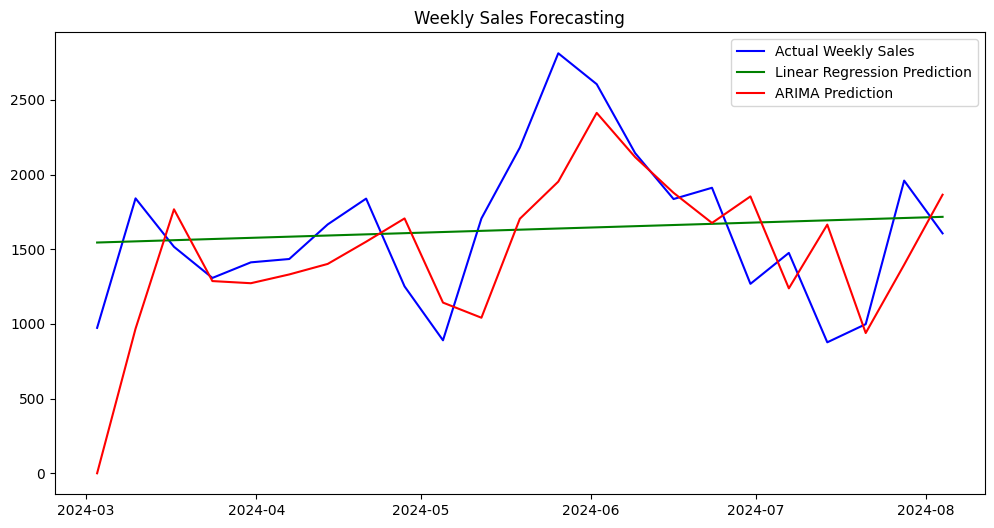 Weekly Sales Forecasting
Actual Weekly Sales
Linear Regression Prediction
ARIMA Prediction
2500
2000
1500
1000
500
0
2024-03 2024-04 2024-05 2024-06 2024-07 2024-08